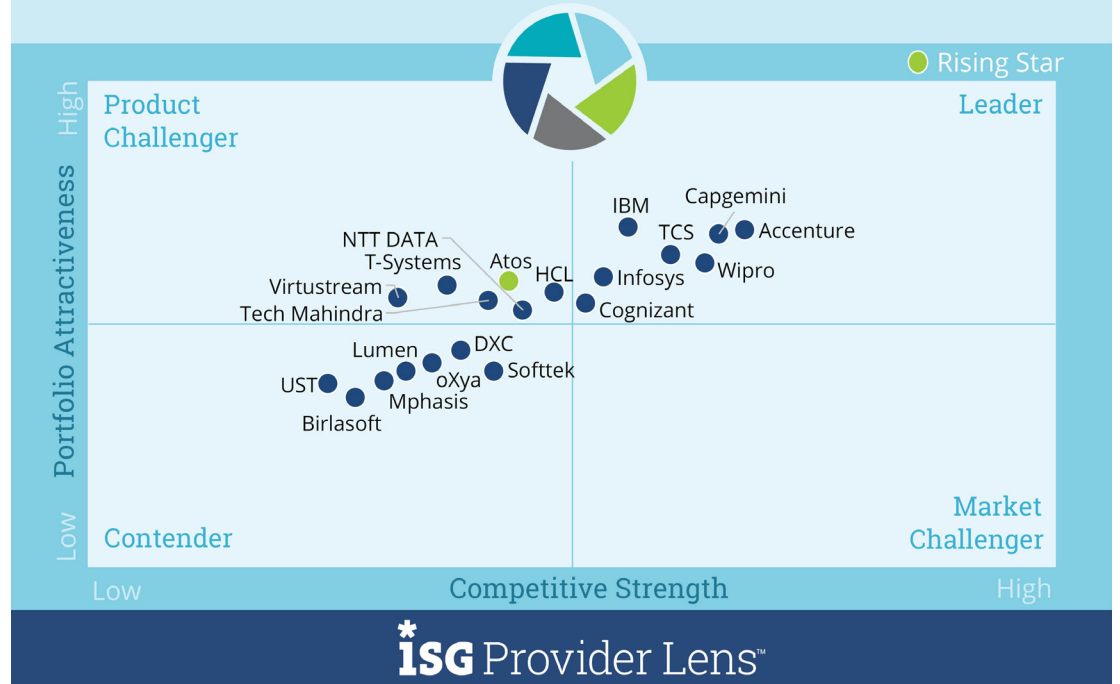 Rising Star
High
Product
Challenger
Leader
Portfolio Attractiveness
IBM
Capgemini
TCS
Accenture
NTT DATA
T-Systems
Atos
HCL
Infosys
Wipro
Virtustream
Tech Mahindra
Cognizant
Lumen
DXC
UST
oXya
Softtek
Mphasis
Birlasoft
Low
Contender
Market
Challenger
Low
Competitive Strength
High
iSG Provider Lens™